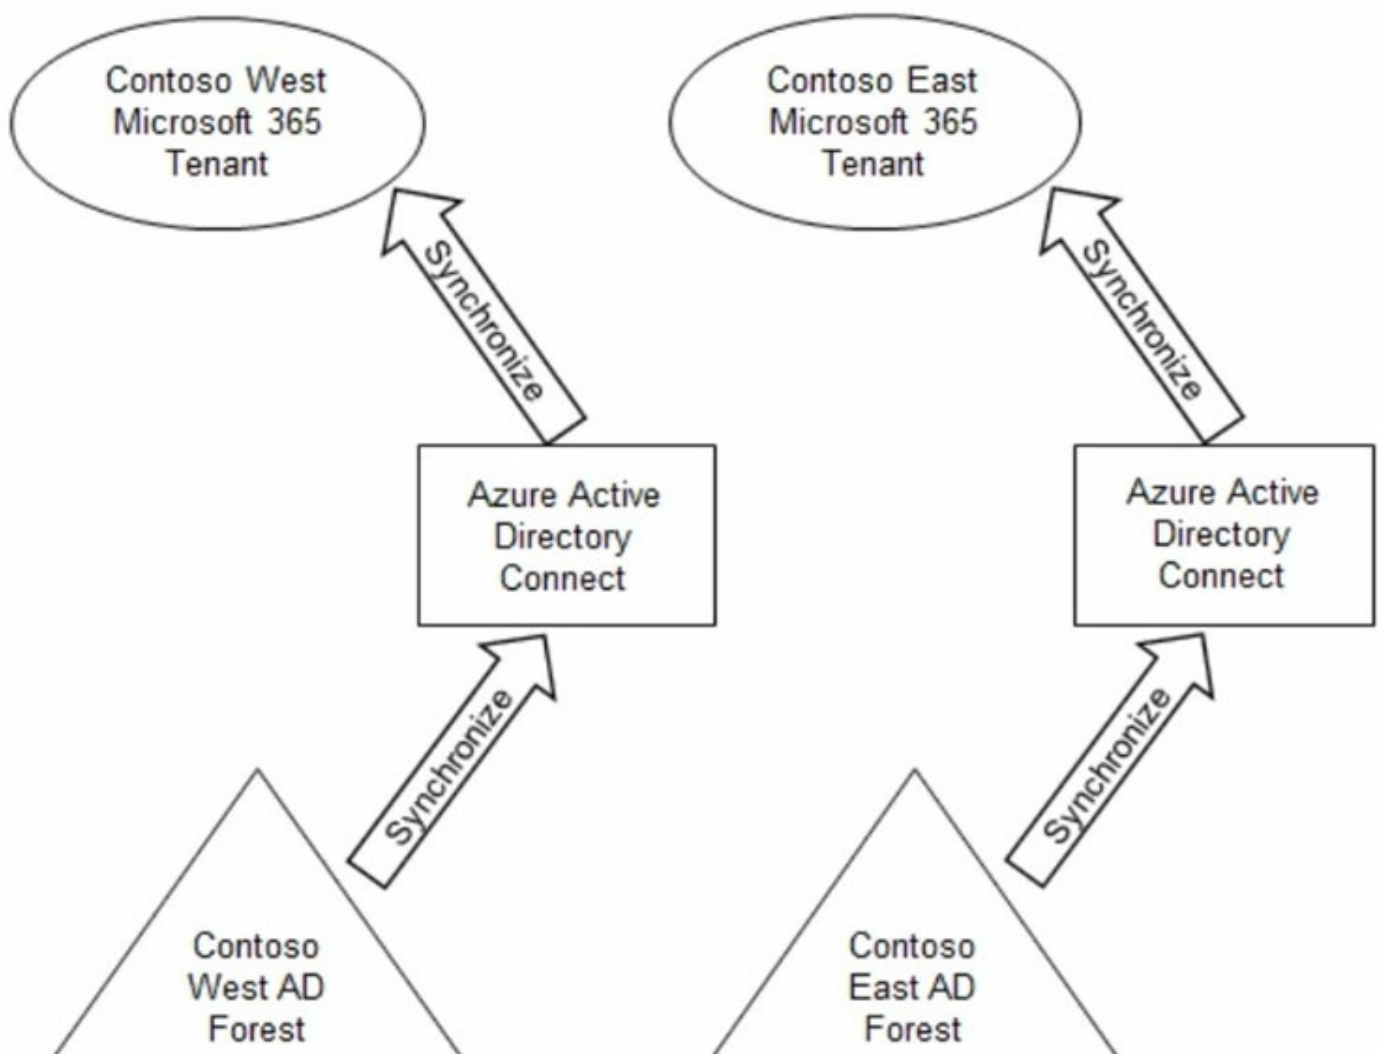 Contoso West
Microsoft 365
Tenant
Contoso East
Microsoft 365
Tenant
Synchronize
Synchronize
Azure Active
Directory
Connect
Azure Active
Directory
Connect
Synchronize
Synchronize
Contoso
West AD
Forest
Contoso
East AD
Forest